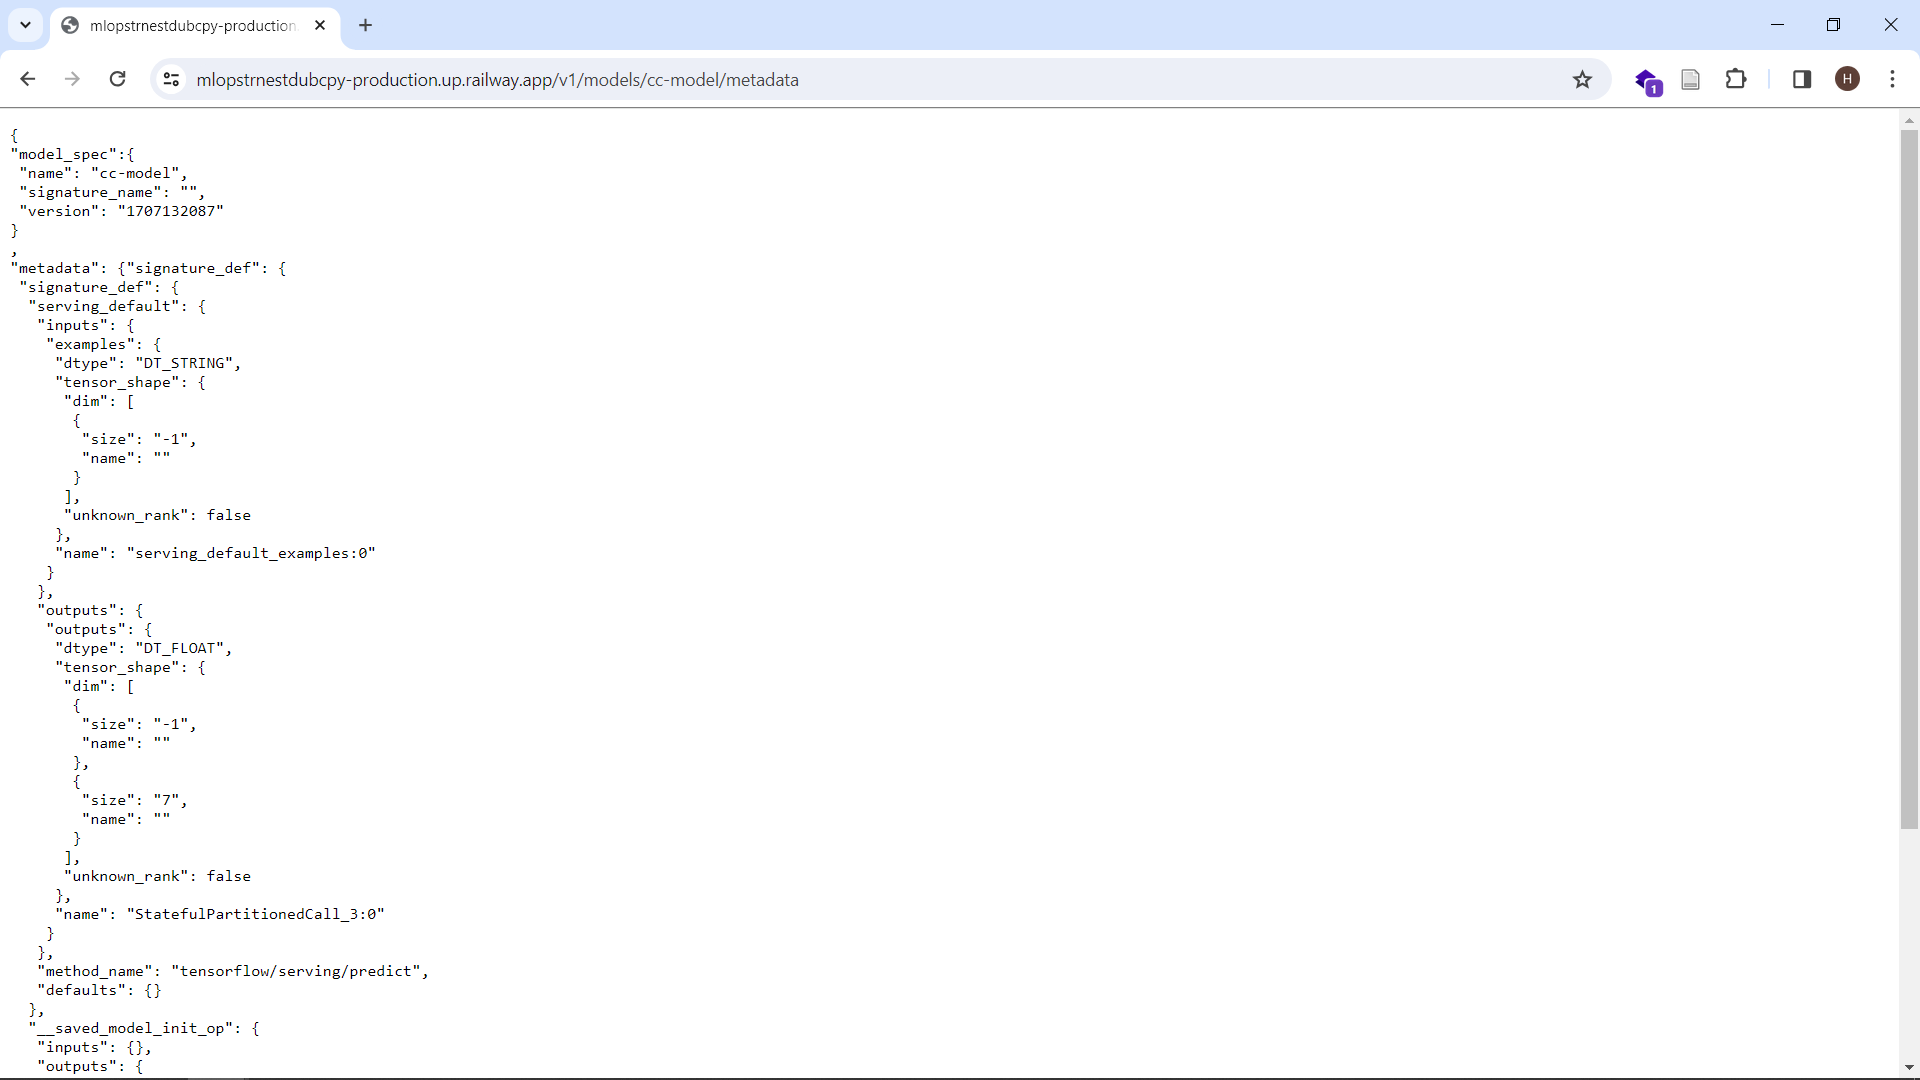 mlopstrnestdubcpy-production.
mlopstrnestdubcpy-production.up.railway.app/v1/models/cc-model/metadata
1
H
{
"model_spec":{
 "name": "cc-model",
 "signature_name": "",
 "version": "1707132087"
}
,
"metadata": {"signature_def": {
 "signature_def": {
  "serving_default": {
   "inputs": {
    "examples": {
     "dtype": "DT_STRING",
     "tensor_shape": {
      "dim": [
       {
        "size": "-1",
        "name": ""
       }
      ],
      "unknown_rank": false
     },
     "name": "serving_default_examples:0"
    }
   },
   "outputs": {
    "outputs": {
     "dtype": "DT_FLOAT",
     "tensor_shape": {
      "dim": [
       {
        "size": "-1",
        "name": ""
       },
       {
        "size": "7",
        "name": ""
       }
      ],
      "unknown_rank": false
     },
     "name": "StatefulPartitionedCall_3:0"
    }
   },
   "method_name": "tensorflow/serving/predict",
   "defaults": {}
  },
  "__saved_model_init_op": {
   "inputs": {},
   "outputs": {